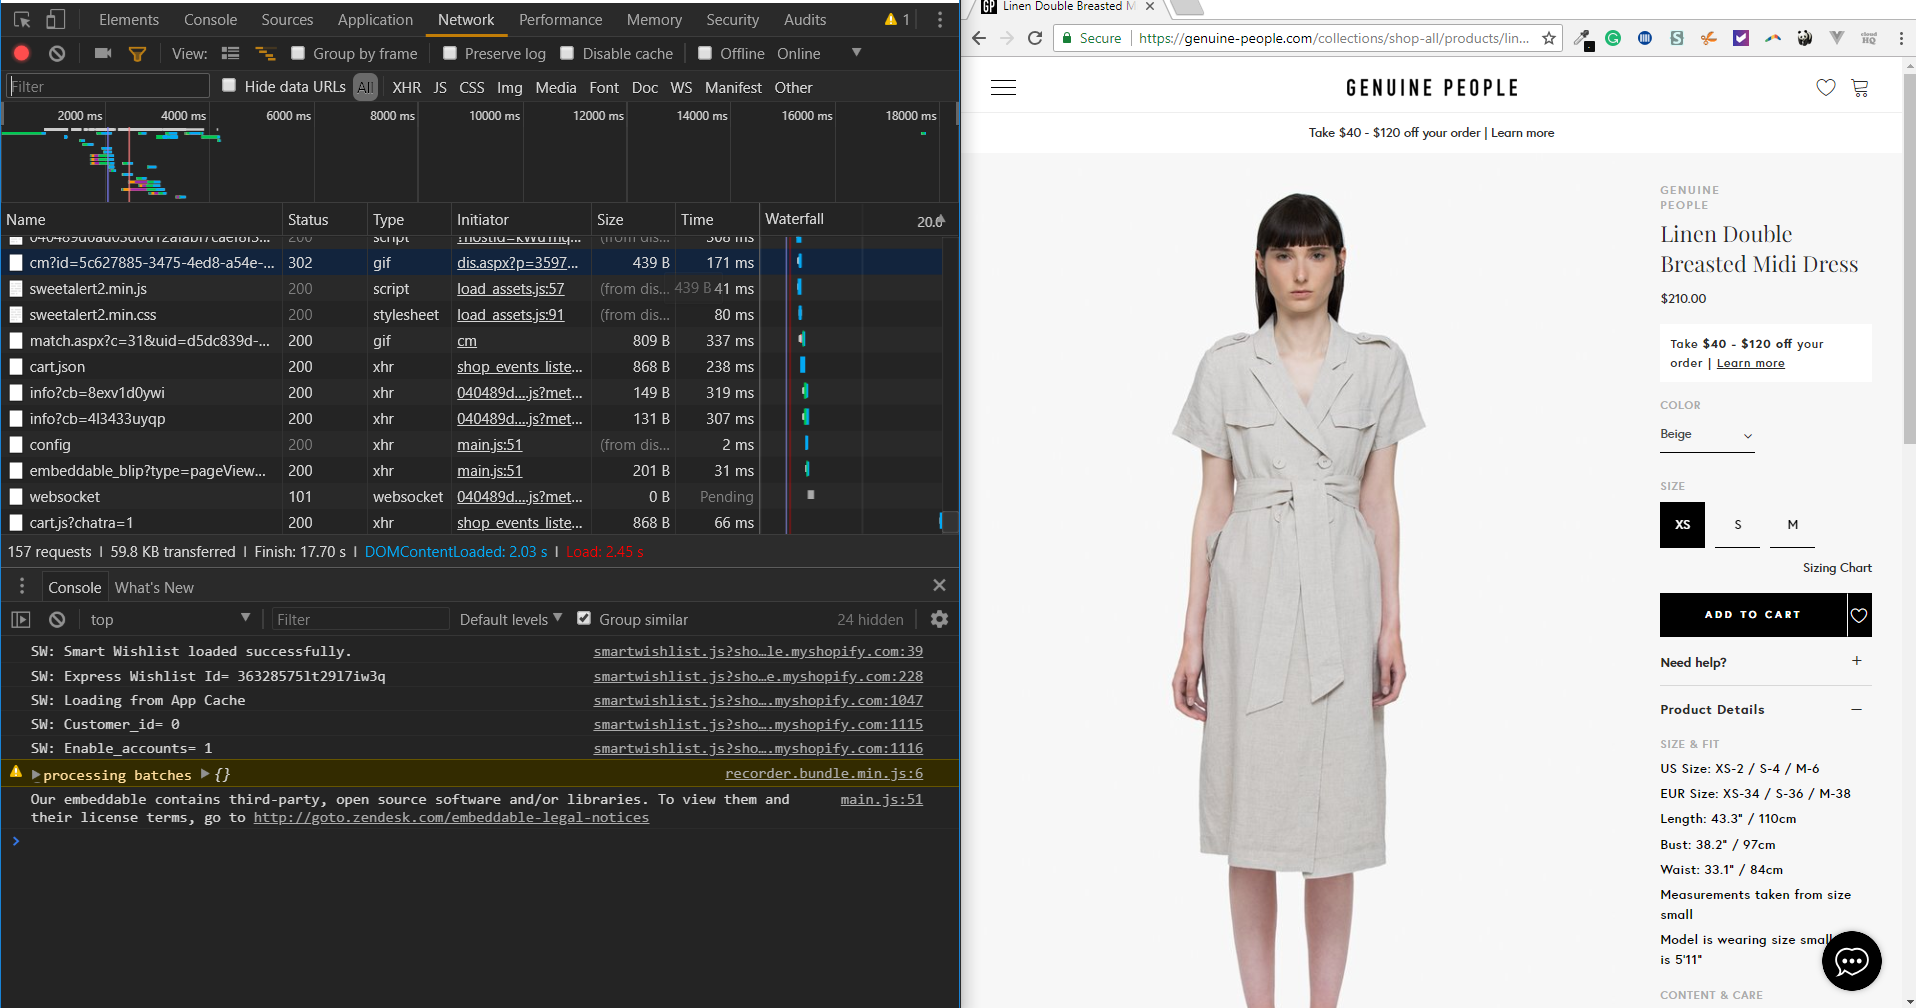 Elements Console Sources Application Network Performance Memory Security Audits 1
View: Group by frame Preserve log Disable cache Offline Online
Filter Hide data URLs All XHR JS CSS Img Media Font Doc WS Manifest Other
2000 ms 4000 ms 6000 ms 8000 ms 10000 ms 12000 ms 14000 ms 16000 ms 18000 ms
Name Status Type Initiator Size Time Waterfall 20.0
200 script (from dis... 308 ms
cm?id=5c627885-3475-4ed8-a54e-... 302 gif dis.aspx?p=3597... 439 B 171 ms
sweetalert2.min.js 200 script load_assets.js:57 (from dis... 439 B 41 ms
sweetalert2.min.css 200 stylesheet load_assets.js:91 (from dis... 80 ms
match.aspx?c=31&uid=d5dc839d-... 200 gif cm 809 B 337 ms
cart.json 200 xhr shop_events_liste... 868 B 238 ms
info?cb=8exv1d0ywi 200 xhr 040489d....js?met... 149 B 319 ms
info?cb=4l3433uyqp 200 xhr 040489d....js?met... 131 B 307 ms
config 200 xhr main.js:51 (from dis... 2 ms
embeddable_blip?type=pageView... 200 xhr main.js:51 201 B 31 ms
websocket 101 websocket 040489d....js?met... 0 B Pending
cart.js?chatra=1 200 xhr shop_events_liste... 868 B 66 ms
157 requests | 59.8 KB transferred | Finish: 17.70 s | DOMContentLoaded: 2.03 s | Load: 2.45 s
Console What's New
top Filter Default levels Group similar 24 hidden
SW: Smart Wishlist loaded successfully. smartwishlist.js?sho…le.myshopify.com:39
SW: Express Wishlist Id= 36328575lt29l7iw3q smartwishlist.js?sho…e.myshopify.com:228
SW: Loading from App Cache smartwishlist.js?sho….myshopify.com:1047
SW: Customer_id= 0 smartwishlist.js?sho….myshopify.com:1115
SW: Enable_accounts= 1 smartwishlist.js?sho….myshopify.com:1116
processing batches {} recorder.bundle.min.js:6
Our embeddable contains third-party, open source software and/or libraries. To view them and main.js:51
their license terms, go to http://goto.zendesk.com/embeddable-legal-notices
GP Linen Double Breasted M
Secure https://genuine-people.com/collections/shop-all/products/lin...
cloud
HQ
GENUINE PEOPLE
Take $40 - $120 off your order | Learn more
GENUINE
PEOPLE
Linen Double
Breasted Midi Dress
$210.00
Take $40 - $120 off your
order | Learn more
COLOR
Beige
SIZE
XS S M
Sizing Chart
ADD TO CART
Need help? +
Product Details —
SIZE & FIT
US Size: XS-2 / S-4 / M-6
EUR Size: XS-34 / S-36 / M-38
Length: 43.3" / 110cm
Bust: 38.2" / 97cm
Waist: 33.1" / 84cm
Measurements taken from size
small
Model is wearing size small
is 5'11"
CONTENT & CARE